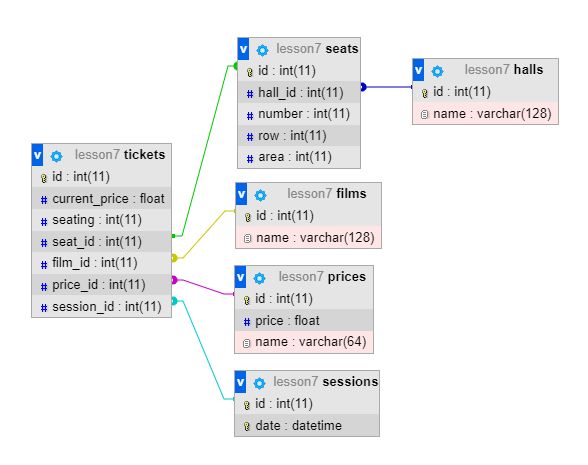 v lesson7 seats
id : int(11)
# hall_id : int(11)
# number : int(11)
# row : int(11)
# area : int(11)
v lesson7 halls
id : int(11)
name : varchar(128)
v lesson7 tickets
id : int(11)
# current_price : float
# seating : int(11)
# seat_id : int(11)
# film_id : int(11)
# price_id : int(11)
# session_id : int(11)
v lesson7 films
id : int(11)
name : varchar(128)
v lesson7 prices
id : int(11)
# price : float
name : varchar(64)
v lesson7 sessions
id : int(11)
date : datetime